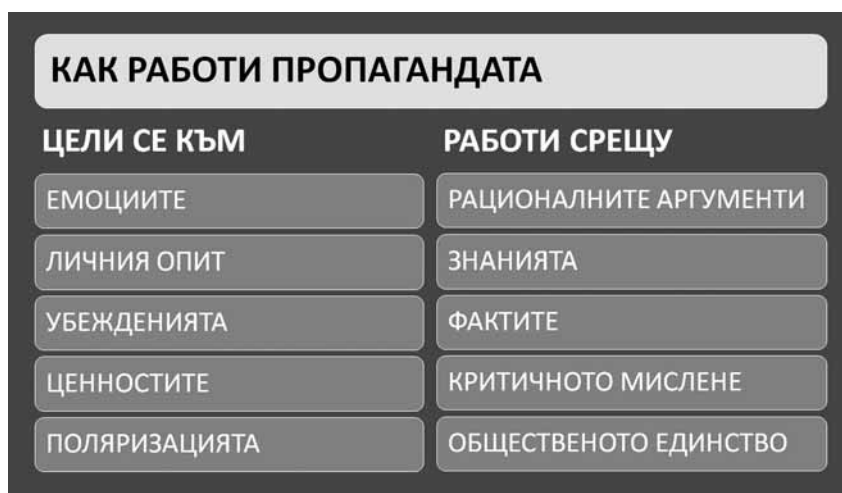 КАК РАБОТИ ПРОПАГАНДАТА
ЦЕЛИ СЕ КЪМ
ЕМОЦИИТЕ
ЛИЧНИЯ ОПИТ
УБЕЖДЕНИЯТА
ЦЕННОСТИТЕ
ПОЛЯРИЗАЦИЯТА
РАБОТИ СРЕЩУ
РАЦИОНАЛНИТЕ АРГУМЕНТИ
ЗНАНИЯТА
ФАКТИТЕ
КРИТИЧНОТО МИСЛЕНЕ
ОБЩЕСТВЕНОТО ЕДИНСТВО